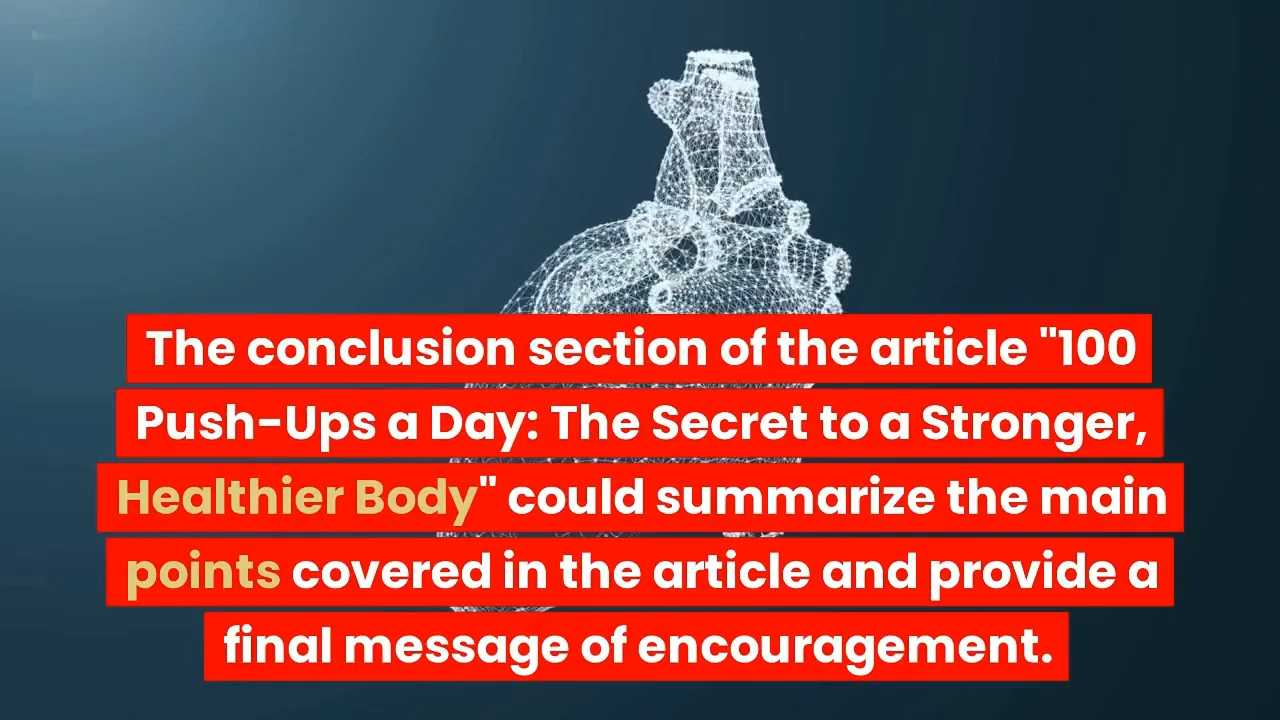 The conclusion section of the article "100
Push-Ups a Day: The Secret to a Stronger,
Healthier Body" could summarize the main
points covered in the article and provide a
final message of encouragement.